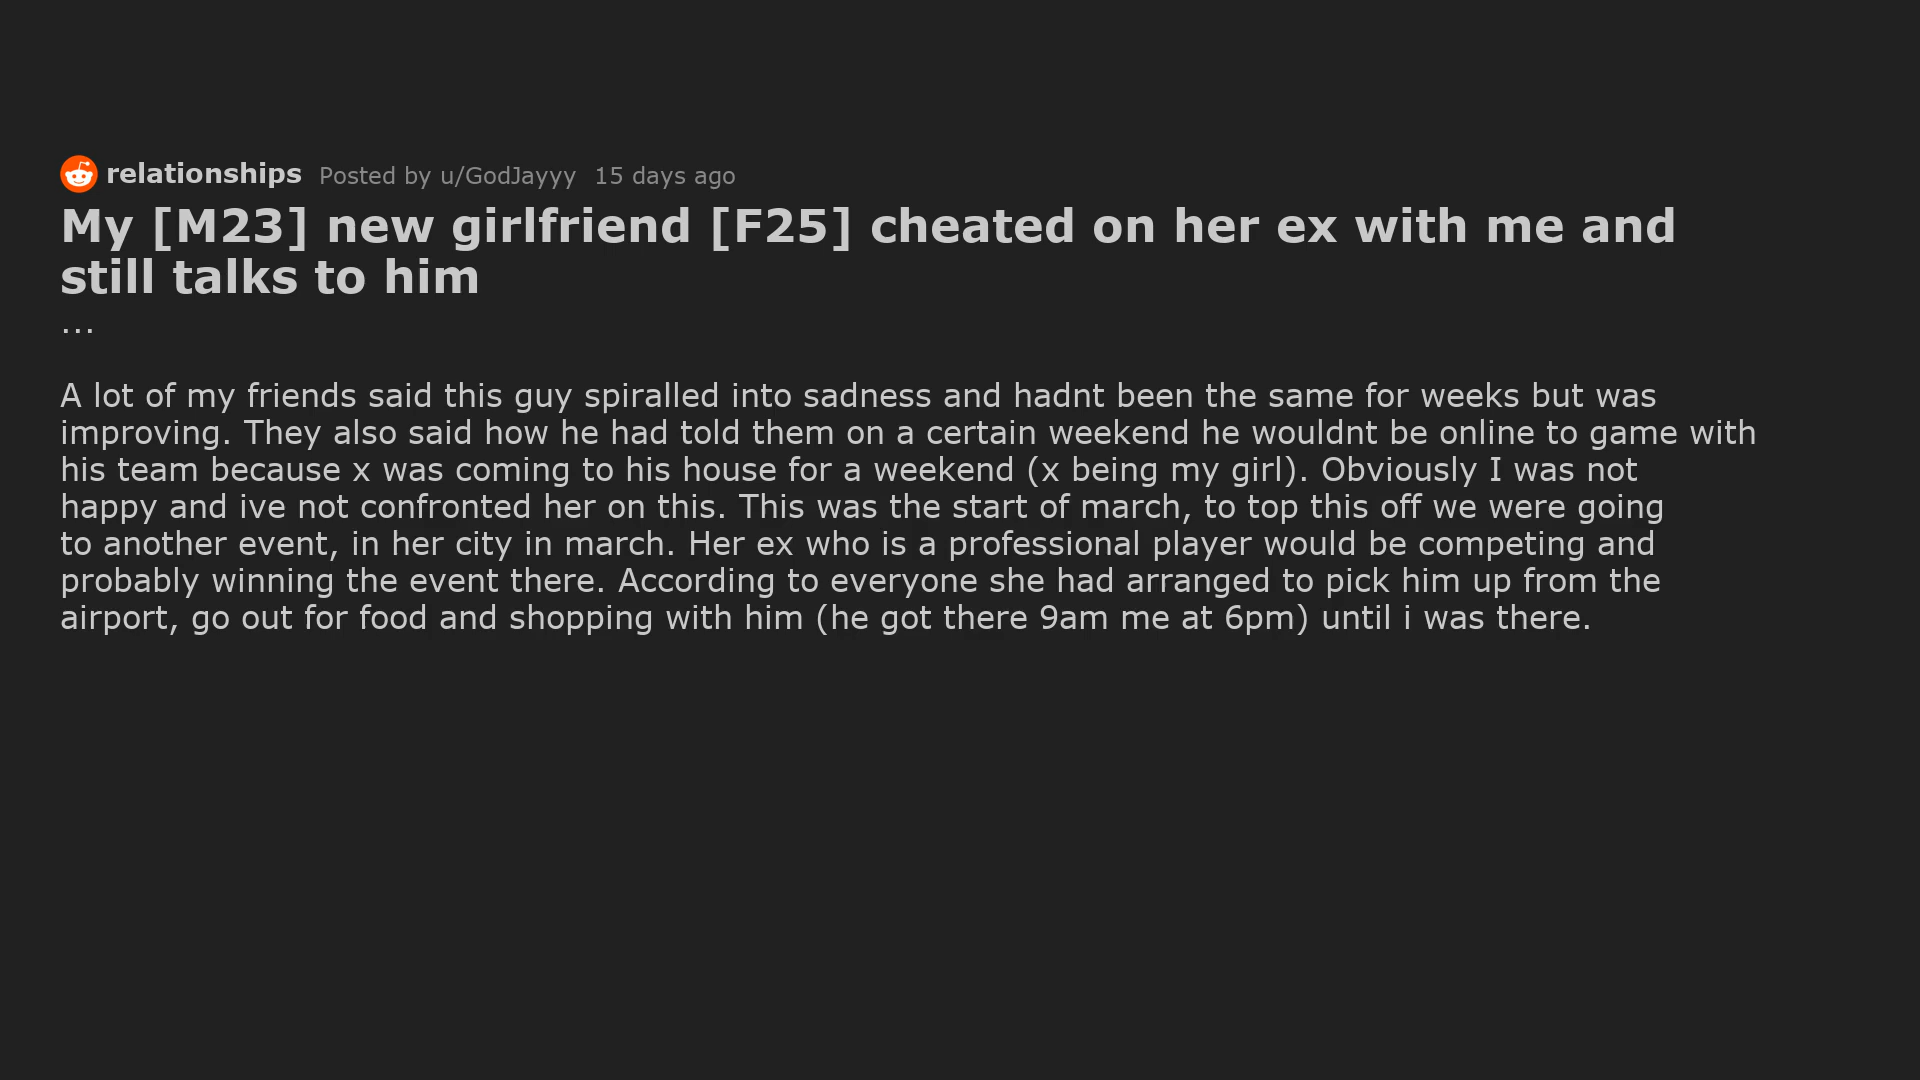 relationships Posted by u/GodJayyy 15 days ago
My [M23] new girlfriend [F25] cheated on her ex with me and
still talks to him
...
A lot of my friends said this guy spiralled into sadness and hadnt been the same for weeks but was
improving. They also said how he had told them on a certain weekend he wouldnt be online to game with
his team because x was coming to his house for a weekend (x being my girl). Obviously I was not
happy and ive not confronted her on this. This was the start of march, to top this off we were going
to another event, in her city in march. Her ex who is a professional player would be competing and
probably winning the event there. According to everyone she had arranged to pick him up from the
airport, go out for food and shopping with him (he got there 9am me at 6pm) until i was there.